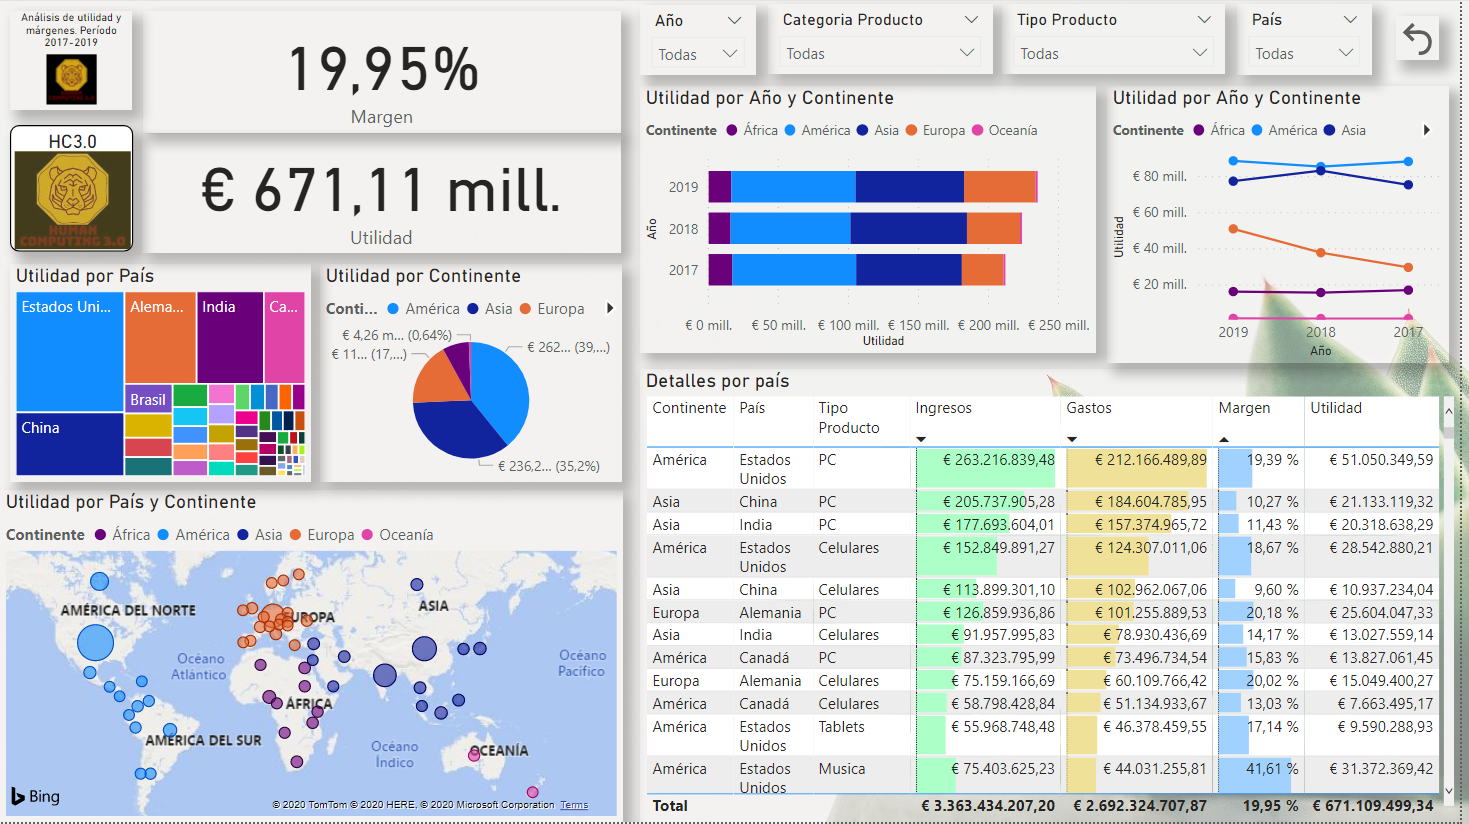 Análisis de utilidad y
márgenes. Período
2017-2019
HC3.0
HUMAN
COMPUTING 3.0
19,95%
Margen
€ 671,11 mill.
Utilidad
Año
Todas
Categoria Producto
Todas
Tipo Producto
Todas
País
Todas
Utilidad por País
Estados Uni...
Alema...
India
Ca...
Brasil
China
Utilidad por Continente
Conti... América Asia Europa
€ 4,26 m... (0,64%)
€ 11... (17,...)
€ 262... (39,...)
€ 236,2... (35,2%)
Utilidad por Año y Continente
Continente África América Asia Europa Oceanía
Año
2019
2018
2017
€ 0 mill. € 50 mill. € 100 mill. € 150 mill. € 200 mill. € 250 mill.
Utilidad
Utilidad por Año y Continente
Continente África América Asia
Utilidad
€ 80 mill.
€ 60 mill.
€ 40 mill.
€ 20 mill.
2019 2018 2017
Año
Utilidad por País y Continente
Continente África América Asia Europa Oceanía
AMÉRICA DEL NORTE
EUROPA
ASIA
Océano
Atlántico
Océano
Pacífico
ÁFRICA
AMÉRICA DEL SUR
Océano
Índico
OCEANÍA
Bing
© 2020 TomTom © 2020 HERE, © 2020 Microsoft Corporation Terms
Detalles por país
Continente País Tipo Producto Ingresos Gastos Margen Utilidad
América Estados Unidos PC € 263.216.839,48 € 212.166.489,89 19,39 % € 51.050.349,59
Asia China PC € 205.737.905,28 € 184.604.785,95 10,27 % € 21.133.119,32
Asia India PC € 177.693.604,01 € 157.374.965,72 11,43 % € 20.318.638,29
América Estados Unidos Celulares € 152.849.891,27 € 124.307.011,06 18,67 % € 28.542.880,21
Asia China Celulares € 113.899.301,10 € 102.962.067,06 9,60 % € 10.937.234,04
Europa Alemania PC € 126.859.936,86 € 101.255.889,53 20,18 % € 25.604.047,33
Asia India Celulares € 91.957.995,83 € 78.930.436,69 14,17 % € 13.027.559,14
América Canadá PC € 87.323.795,99 € 73.496.734,54 15,83 % € 13.827.061,45
Europa Alemania Celulares € 75.159.166,69 € 60.109.766,42 20,02 % € 15.049.400,27
América Canadá Celulares € 58.798.428,84 € 51.134.933,67 13,03 % € 7.663.495,17
América Estados Unidos Tablets € 55.968.748,48 € 46.378.459,55 17,14 % € 9.590.288,93
América Estados Unidos Musica € 75.403.625,23 € 44.031.255,81 41,61 % € 31.372.369,42
Total € 3.363.434.207,20 € 2.692.324.707,87 19,95 % € 671.109.499,34